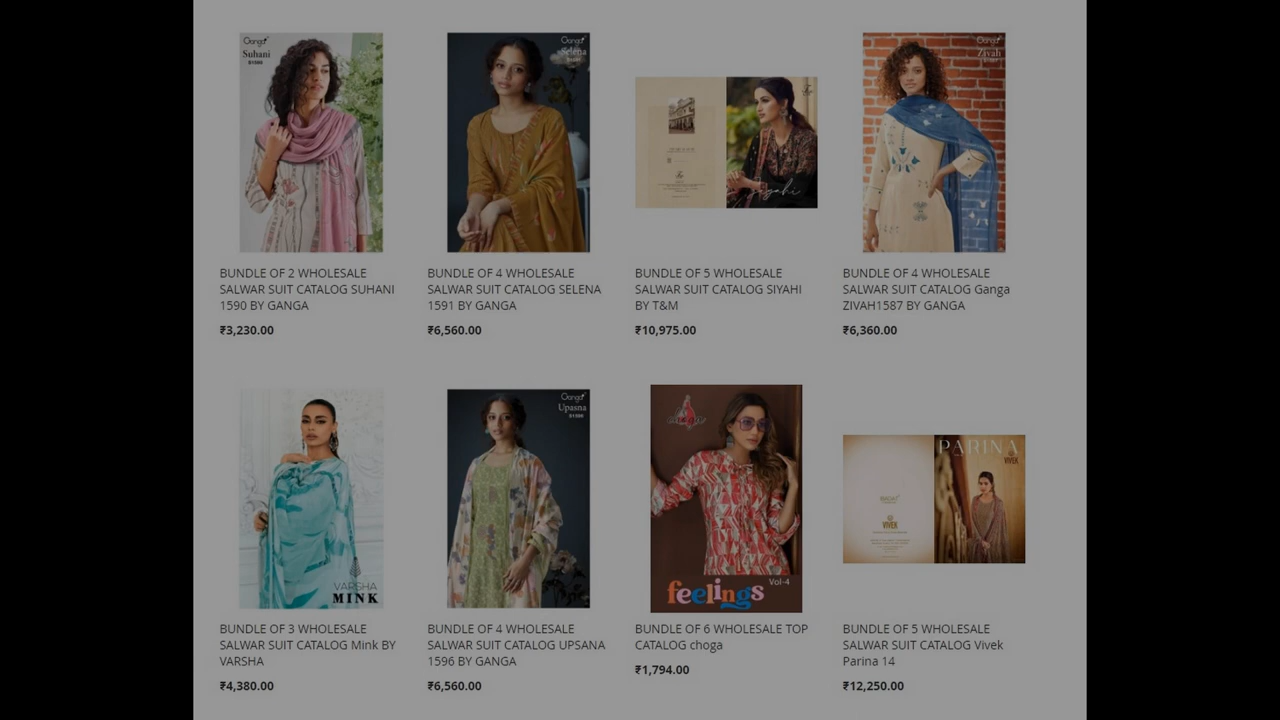 Ganga
Suhani
S1590
Ganga
Selena
Ganga
Zivah
BUNDLE OF 2 WHOLESALE
SALWAR SUIT CATALOG SUHANI
1590 BY GANGA
₹3,230.00
BUNDLE OF 4 WHOLESALE
SALWAR SUIT CATALOG SELENA
1591 BY GANGA
₹6,560.00
BUNDLE OF 5 WHOLESALE
SALWAR SUIT CATALOG SIYAHI
BY T&M
₹10,975.00
BUNDLE OF 4 WHOLESALE
SALWAR SUIT CATALOG Ganga
ZIVAH1587 BY GANGA
₹6,360.00
VARSHA
MINK
Ganga
Upasna
feelings
Vol-4
PARINA
VIVEK
VIVEK
BUNDLE OF 3 WHOLESALE
SALWAR SUIT CATALOG Mink BY
VARSHA
₹4,380.00
BUNDLE OF 4 WHOLESALE
SALWAR SUIT CATALOG UPSANA
1596 BY GANGA
₹6,560.00
BUNDLE OF 6 WHOLESALE TOP
CATALOG choga
₹1,794.00
BUNDLE OF 5 WHOLESALE
SALWAR SUIT CATALOG Vivek
Parina 14
₹12,250.00